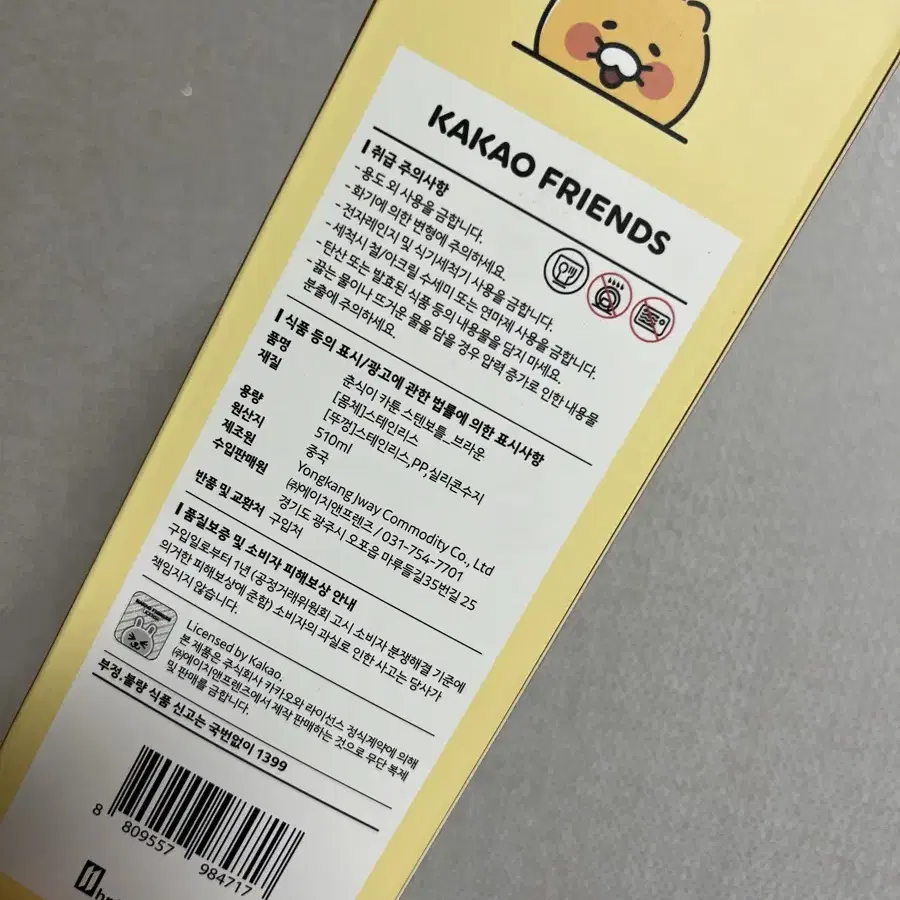 KAKAO FRIENDS
취급 주의사항
- 용도 외 사용을 금합니다.
- 화기에 의한 변형에 주의하세요.
- 전자레인지 및 식기세척기 사용을 금합니다.
- 세척시 철/아크릴 수세미 또는 연마제 사용을 금합니다.
- 탄산 또는 발효된 식품 등의 내용물을 담지 마세요.
- 끓는 물이나 뜨거운 물을 담을 경우 압력 증가로 인한 내용물
분출에 주의하세요.
식품 등의 표시/광고에 관한 법률에 의한 표시사항
품명 춘식이 카툰 스텐보틀_브라운
재질 [몸체]스테인리스
[뚜껑]스테인리스,PP,실리콘수지
용량 510ml
원산지 중국
제조원 Yongkang Jway Commodity Co., Ltd
수입판매원 ㈜에이치앤프렌즈 / 031-754-7701
경기도 광주시 오포읍 마루들길35번길 25
반품 및 교환처 구입처
품질보증 및 소비자 피해보상 안내
구입일로부터 1년 (공정거래위원회 고시 소비자 분쟁해결 기준에
의거한 피해보상에 준함) 소비자의 과실로 인한 사고는 당사가
책임지지 않습니다.
Licensed by Kakao.
본 제품은 주식회사 카카오와 라이선스 정식계약에 의해
㈜에이치앤프렌즈에서 제작 판매하는 것으로 무단 복제
및 판매를 금합니다.
부정.불량 식품 신고는 국번없이 1399
8 809557 984717